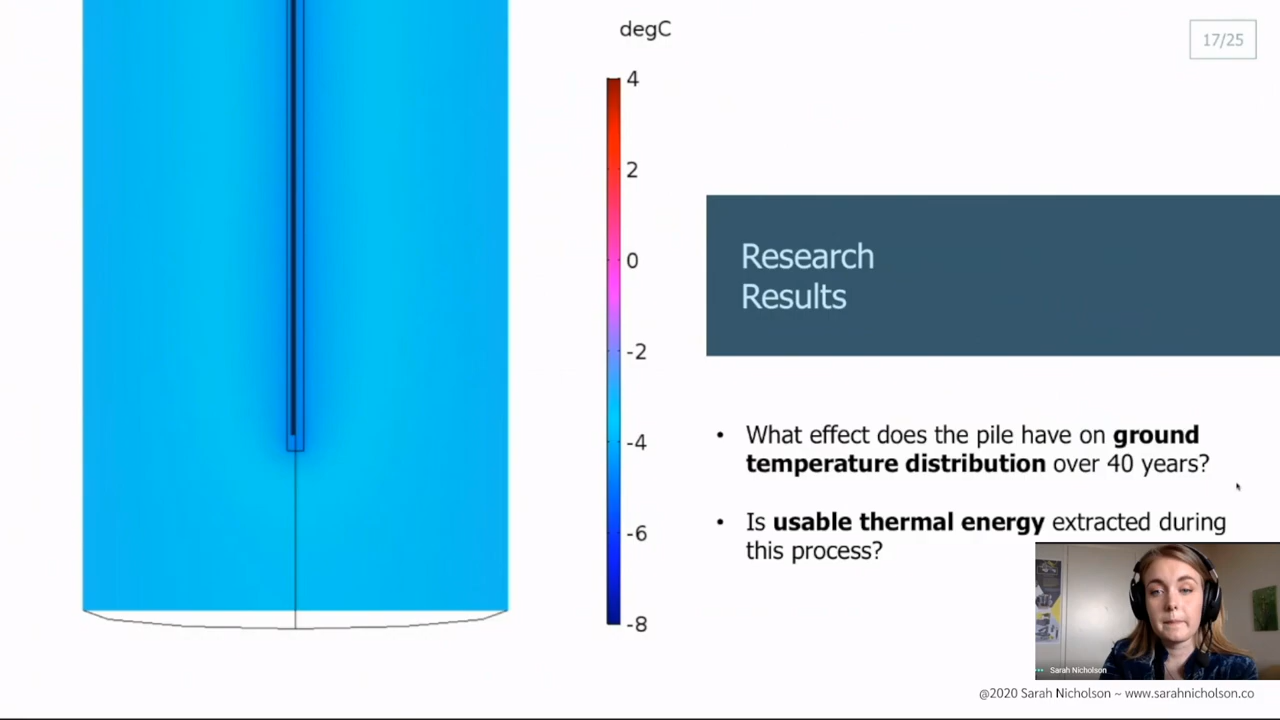 degC
17/25
4
2
0
-2
-4
-6
-8
Research
Results
• What effect does the pile have on ground
temperature distribution over 40 years?
• Is usable thermal energy extracted during
this process?
Sarah Nicholson
@2020 Sarah Nicholson ~ www.sarahnicholson.co